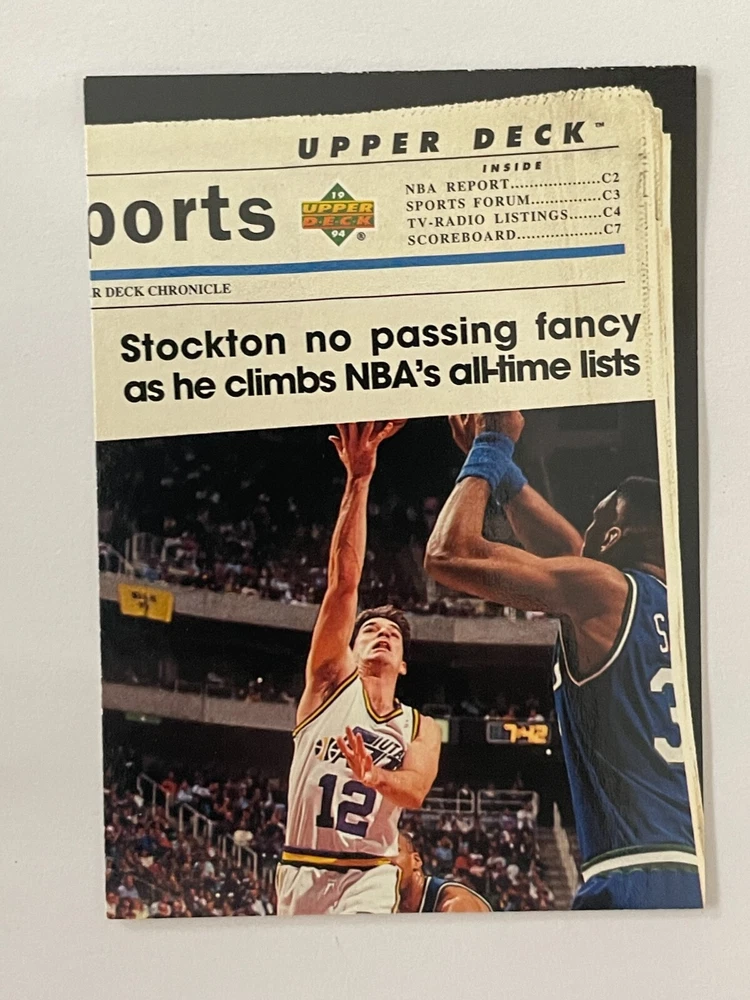 UPPER DECK™
INSIDE
ports
19
UPPER
D·E·C·K
94
®
NBA REPORT...................C2
SPORTS FORUM..............C3
TV-RADIO LISTINGS.......C4
SCOREBOARD.................C7
R DECK CHRONICLE
Stockton no passing fancy
as he climbs NBA's all-time lists
7:42
12
S
3